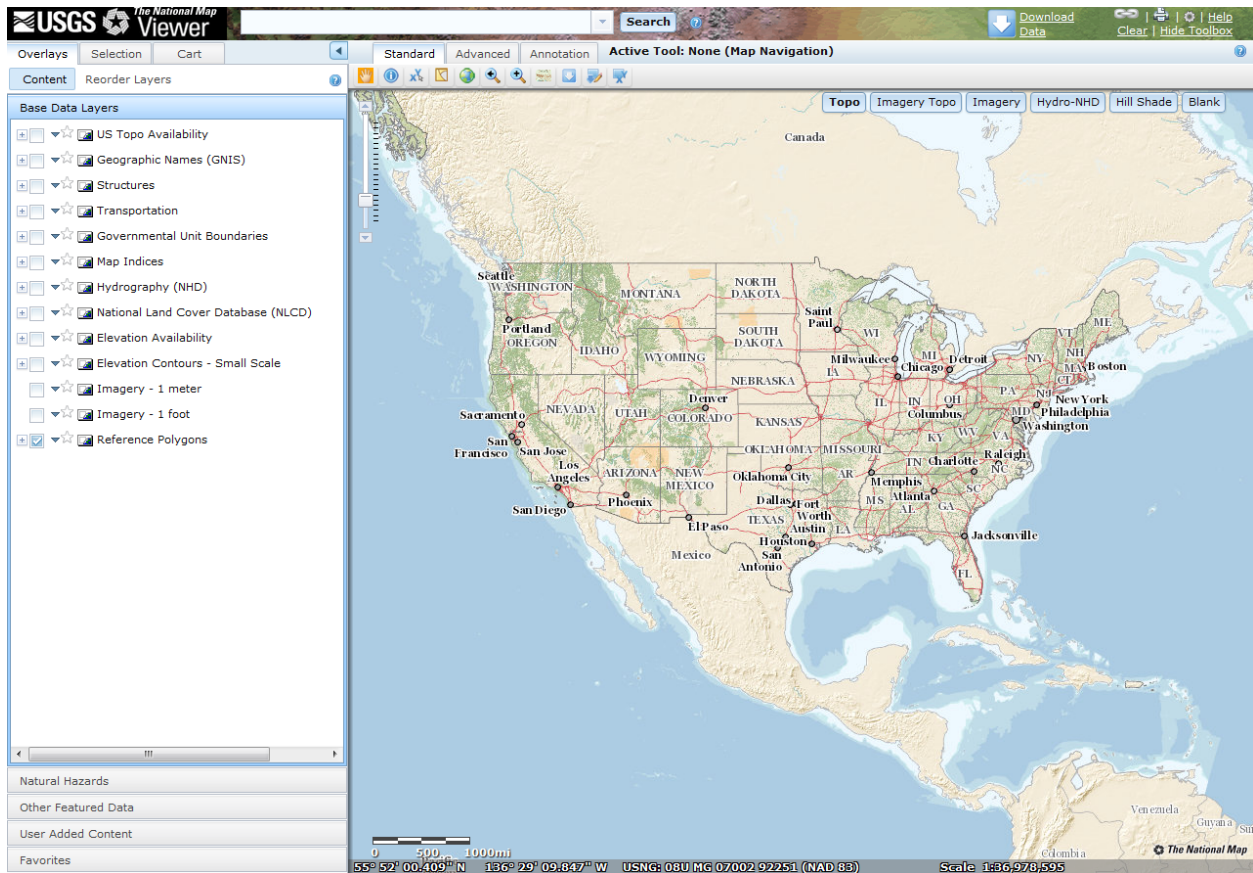 USGS The National Map Viewer
Search
Download Data
Help
Clear | Hide Toolbox
Overlays Selection Cart
Standard Advanced Annotation Active Tool: None (Map Navigation)
Content Reorder Layers
Base Data Layers
US Topo Availability
Geographic Names (GNIS)
Structures
Transportation
Governmental Unit Boundaries
Map Indices
Hydrography (NHD)
National Land Cover Database (NLCD)
Elevation Availability
Elevation Contours - Small Scale
Imagery - 1 meter
Imagery - 1 foot
Reference Polygons
Natural Hazards
Other Featured Data
User Added Content
Favorites
Topo Imagery Topo Imagery Hydro-NHD Hill Shade Blank
Canada
Seattle
WASHINGTON
MONTANA
NORTH DAKOTA
Saint Paul
ME
Portland
OREGON
IDAHO
WYOMING
SOUTH DAKOTA
WI
MI
VT
NH
NY
MA
Boston
CT
Milwaukee
Detroit
Chicago
IA
NEBRASKA
PA
NJ
New York
Philadelphia
MD
Washington
IL
IN
OH
Columbus
Denver
COLORADO
NEVADA
UTAH
KANSAS
Sacramento
San Francisco
San Jose
KY
WV
VA
OKLAHOMA
MISSOURI
TN
Charlotte
Raleigh
NC
Los Angeles
ARIZONA
NEW MEXICO
Oklahoma City
AR
Memphis
SC
Atlanta
MS
AL
GA
San Diego
Phoenix
El Paso
Dallas
Fort Worth
TEXAS
Austin
LA
Houston
San Antonio
Jacksonville
FL
Mexico
Venezuela
Guyana
Su
Colombia
The National Map
0 500 1000mi
55° 52' 00.409" N 136° 29' 09.847" W USNG: 08U MG 07002 92251 (NAD 83) Scale 1:36,978,595